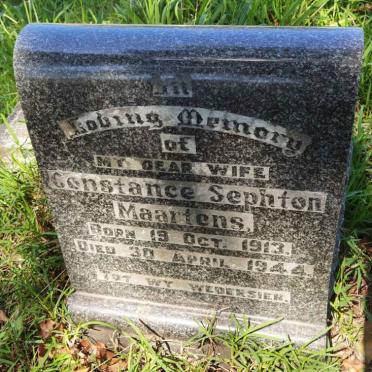 In
Loving Memory
of
MY DEAR WIFE
Constance Sephton
Maartens,
BORN 19 OCT. 1913.
DIED 30 APRIL 1944.
TOT WY WEDERSIEN.